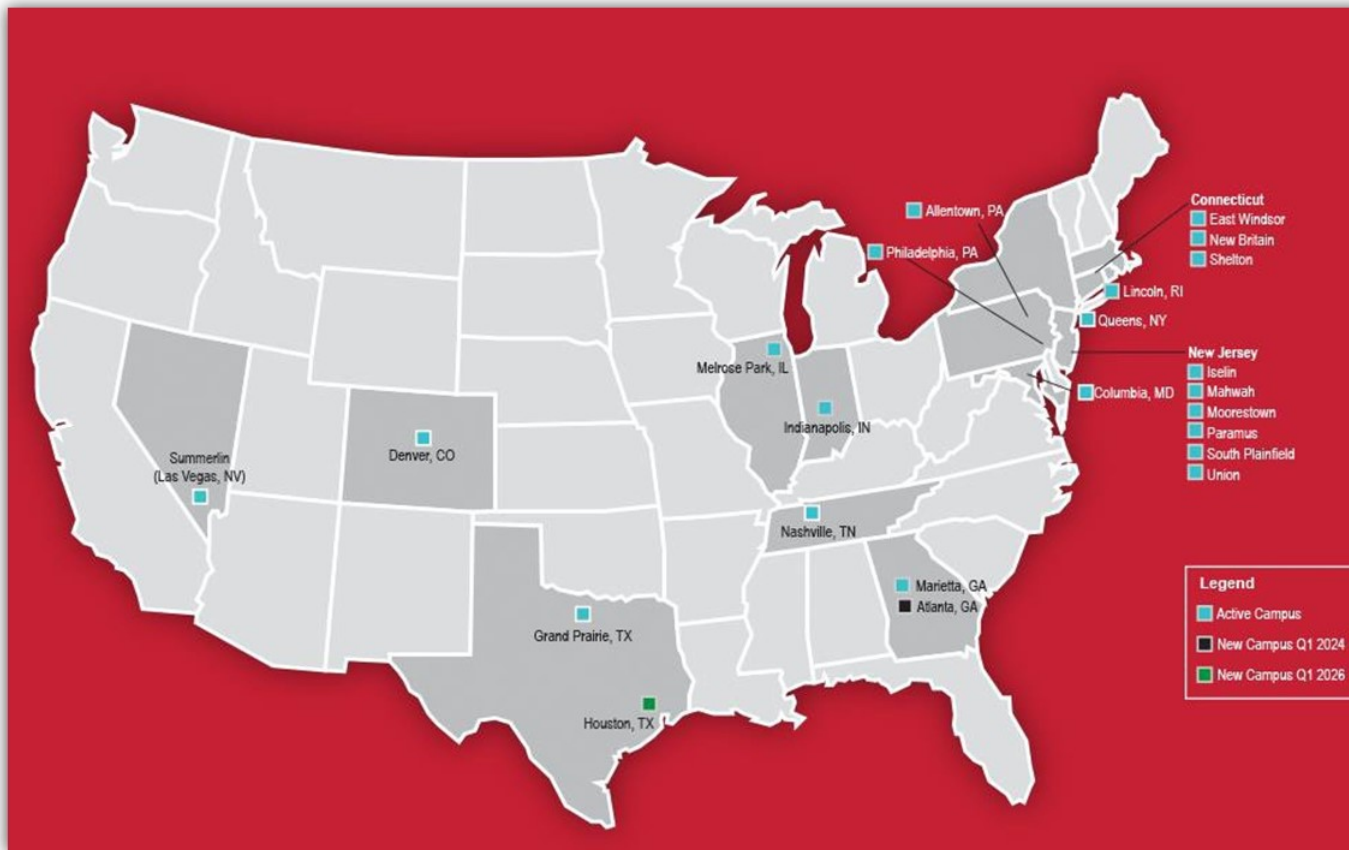 Allentown, PA
Philadelphia, PA
Connecticut
East Windsor
New Britain
Shelton
Lincoln, RI
Queens, NY
New Jersey
Iselin
Mahwah
Moorestown
Paramus
South Plainfield
Union
Columbia, MD
Melrose Park, IL
Indianapolis, IN
Denver, CO
Summerlin
(Las Vegas, NV)
Nashville, TN
Marietta, GA
Atlanta, GA
Grand Prairie, TX
Houston, TX
Legend
Active Campus
New Campus Q1 2024
New Campus Q1 2026